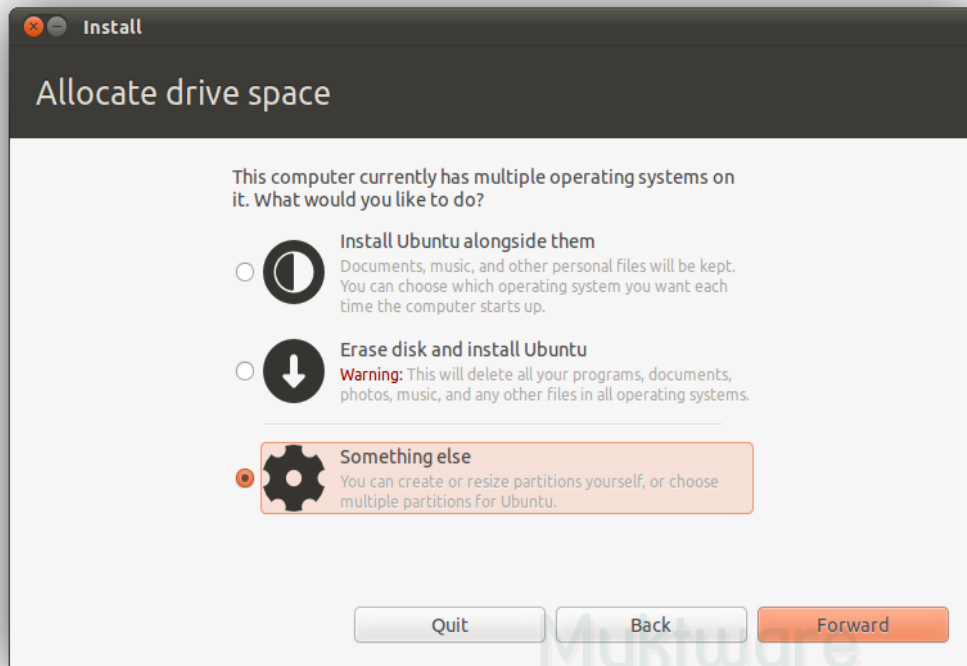 Install
Allocate drive space
This computer currently has multiple operating systems on
it. What would you like to do?
Install Ubuntu alongside them
Documents, music, and other personal files will be kept.
You can choose which operating system you want each
time the computer starts up.
Erase disk and install Ubuntu
Warning: This will delete all your programs, documents,
photos, music, and any other files in all operating systems.
Something else
You can create or resize partitions yourself, or choose
multiple partitions for Ubuntu.
Quit Back Forward
Muktware